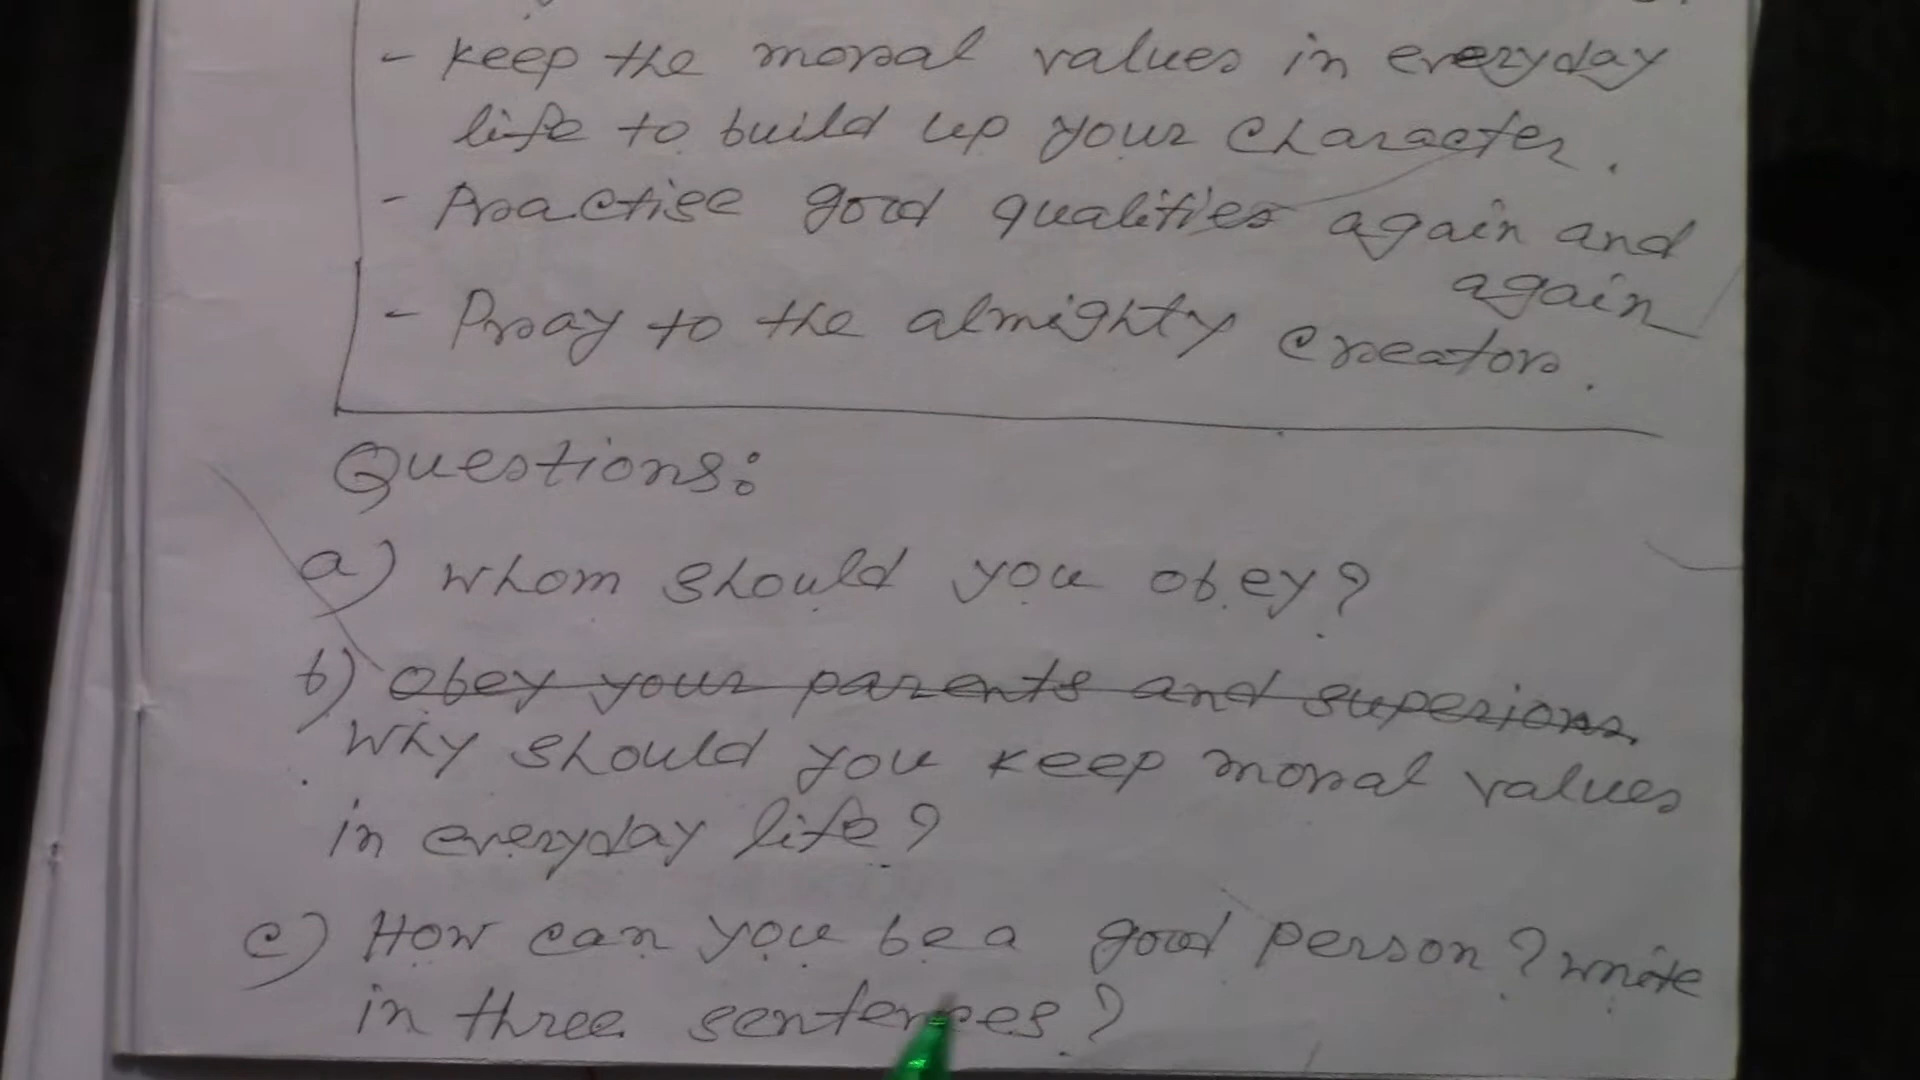 - keep the moral values in everyday
life to build up your character.
- Practise good qualities again and
again
- Pray to the almighty creator.
Questions:
a) whom should you obey?
b) obey your parents and superiors.
Why should you keep moral values
in everyday life?
c) How can you be a good person? write
in three sentences?